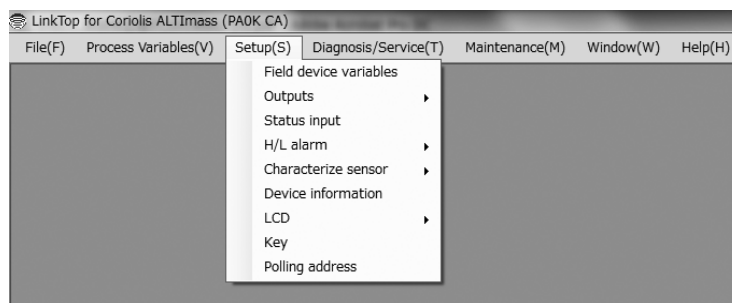 LinkTop for Coriolis ALTImass (PA0K CA)
File(F) Process Variables(V) Setup(S) Diagnosis/Service(T) Maintenance(M) Window(W) Help(H)
Field device variables
Outputs
Status input
H/L alarm
Characterize sensor
Device information
LCD
Key
Polling address